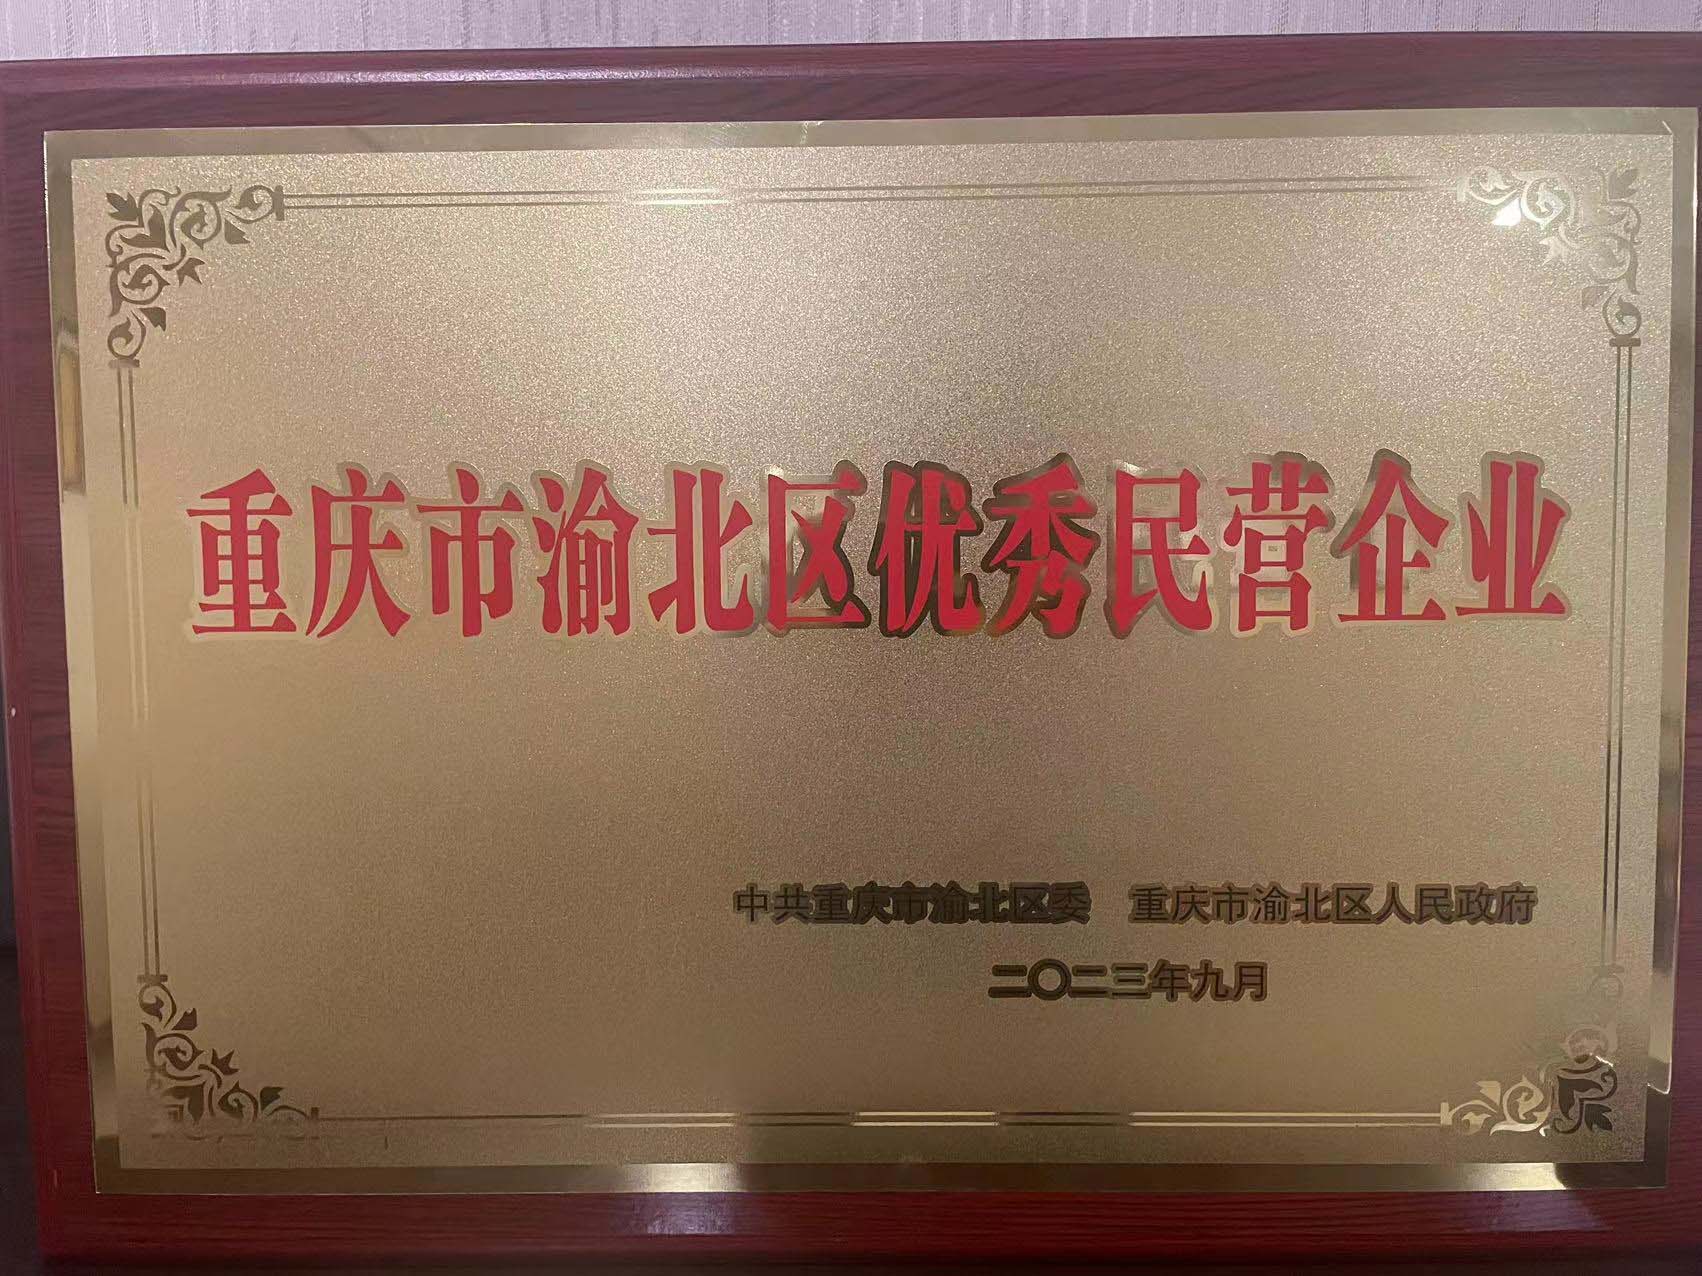 重庆市渝北区优秀民营企业
中共重庆市渝北区委 重庆市渝北区人民政府
二〇二三年九月